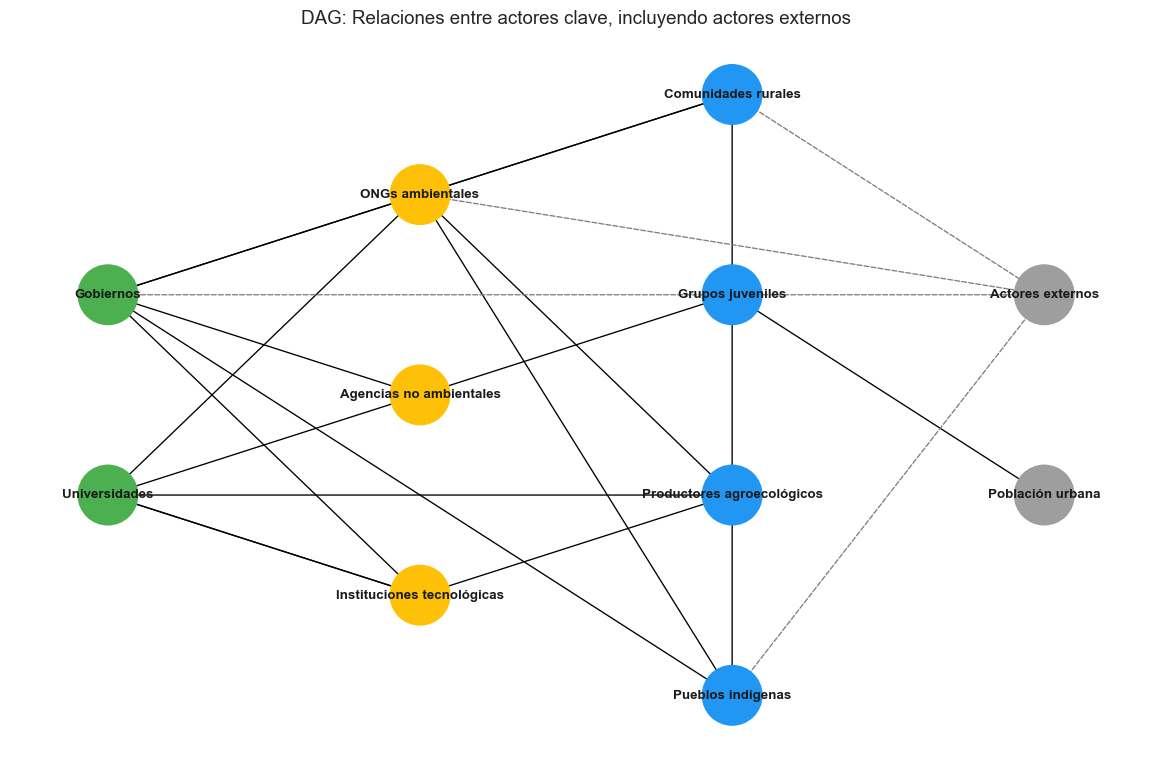 DAG: Relaciones entre actores clave, incluyendo actores externos
Comunidades rurales
ONGs ambientales
Gobiernos
Grupos juveniles
Actores externos
Agencias no ambientales
Universidades
Productores agroecológicos
Población urbana
Instituciones tecnológicas
Pueblos indígenas